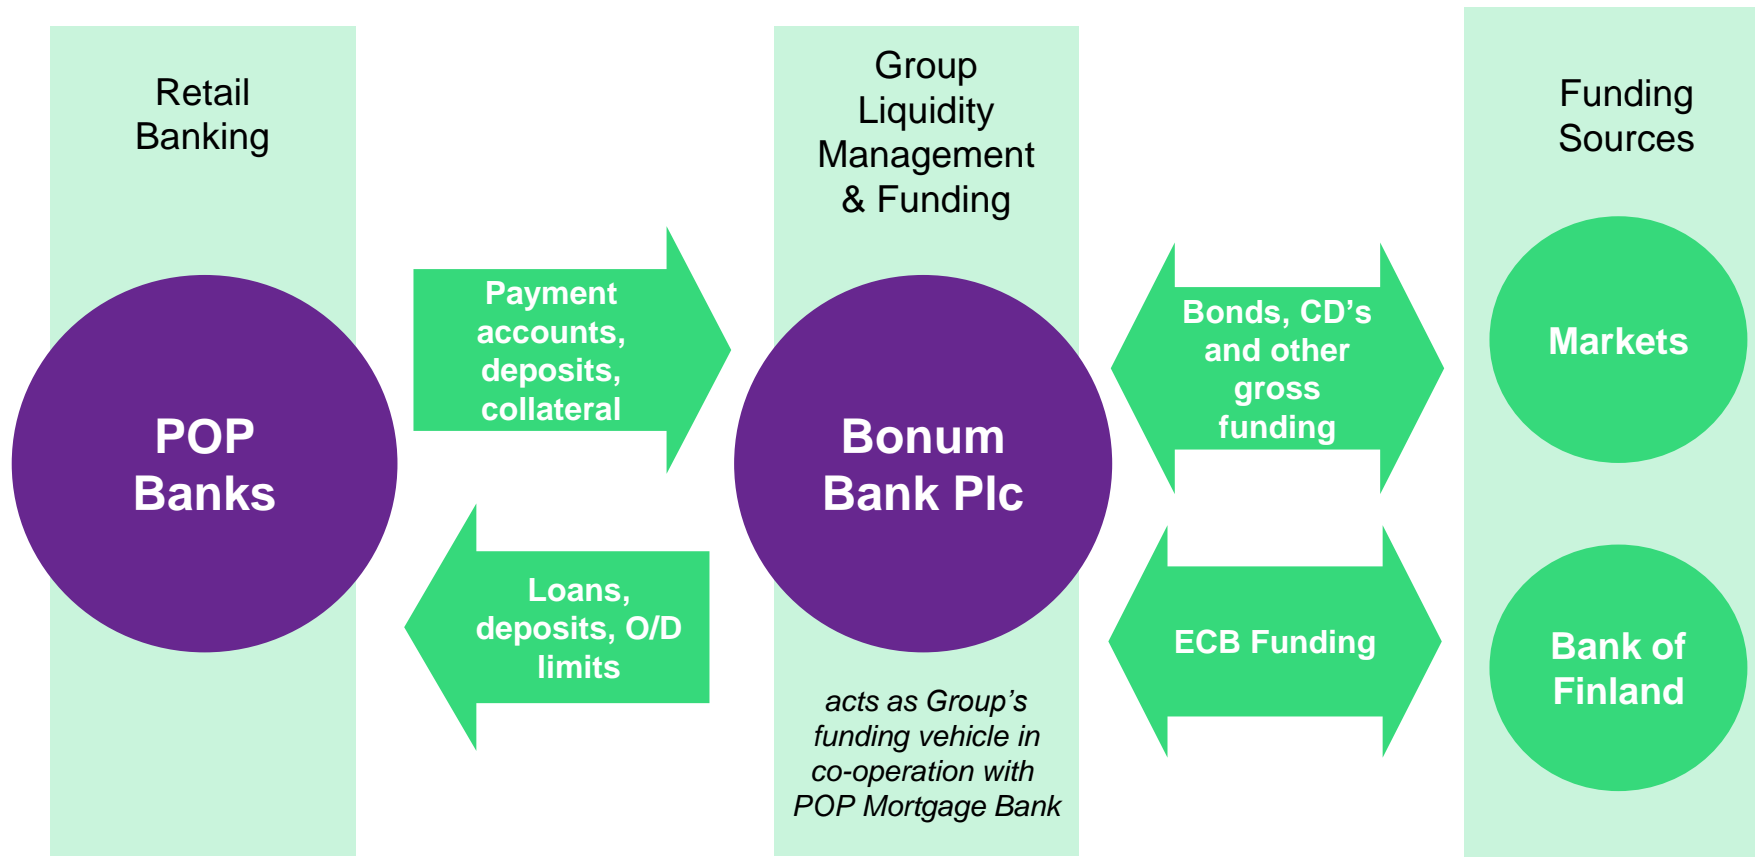 Retail
Banking
POP
Banks
Payment
accounts,
deposits,
collateral
Loans,
deposits, O/D
limits
Group
Liquidity
Management
& Funding
Bonum
Bank Plc
acts as Group’s
funding vehicle in
co-operation with
POP Mortgage Bank
Bonds, CD’s
and other
gross
funding
ECB Funding
Funding
Sources
Markets
Bank of
Finland